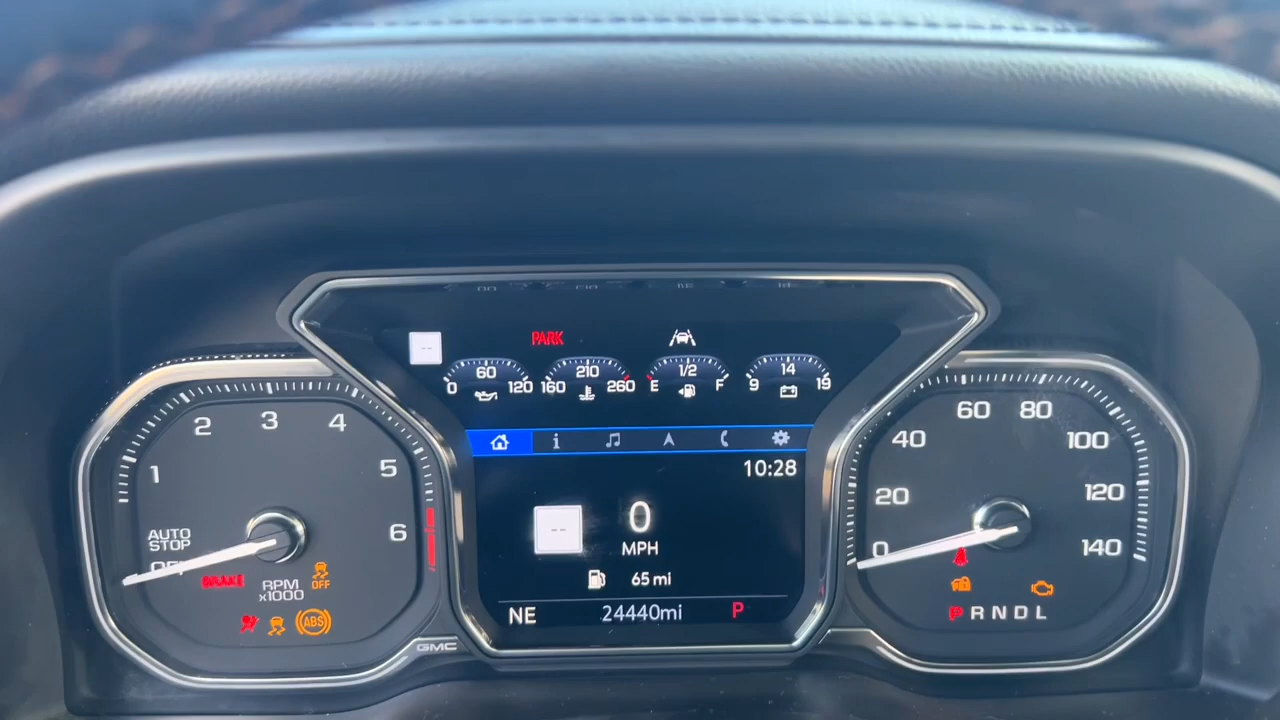 PARK
60
0 120
210
160 260
1/2
E F
14
9 19
10:28
--
--
0
MPH
65 mi
NE 24440mi P
1
2
3
4
5
6
AUTO
STOP
BRAKE
RPM
x1000
OFF
ABS
GMC
0
20
40
60
80
100
120
140
P R N D L